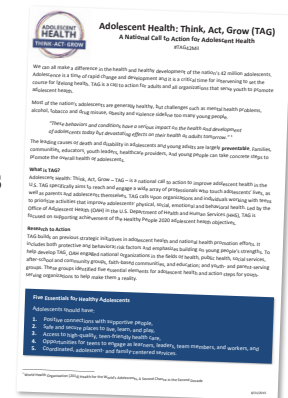 ADOLESCENT
HEALTH
THINK•ACT•GROW
Adolescent Health: Think, Act, Grow (TAG)
A National Call to Action for Adolescent Health
#TAG42Mil
We can all make a difference in the health and healthy development of the nation's 42 million adolescents.
Adolescence is a time of rapid change and development and it is a critical time for intervening to set the
course for lifelong health. TAG is a call to action for adults and all organizations that serve youth to promote
adolescent health.
Most of the nation's adolescents are generally healthy. But challenges such as mental health problems,
alcohol, tobacco and drug misuse, obesity and violence sideline too many young people.
"These behaviors and conditions have a serious impact on the health and development
of adolescents today but devastating effects on their health as adults tomorrow." 1
The leading causes of death and disability in adolescents and young adults are largely preventable. Families,
communities, educators, youth leaders, healthcare providers, and young people can take concrete steps to
promote the overall health of adolescents.
What is TAG?
Adolescent Health: Think, Act, Grow – TAG – is a national call to action to improve adolescent health in the
U.S. TAG specifically aims to reach and engage a wide array of professionals who touch adolescents' lives, as
well as parents and adolescents themselves. TAG calls upon organizations and individuals working with teens
to prioritize activities that improve adolescents' physical, social, emotional and behavioral health. Led by the
Office of Adolescent Health (OAH) in the U.S. Department of Health and Human Services (HHS), TAG is
focused on supporting achievement of the Healthy People 2020 adolescent health objectives.
Research to Action
TAG builds on previous strategic initiatives in adolescent health and national health promotion efforts. It
includes both protective and behavioral risk factors and emphasizes building on young people's strengths. To
help develop TAG, OAH engaged national organizations in the fields of health, public health, social services,
after-school and community groups, faith-based communities, and education; and youth- and parent-serving
groups. These groups identified five essential elements for adolescent health and action steps for youth-
serving organizations to help make them a reality.
Five Essentials for Healthy Adolescents
Adolescents should have:
1. Positive connections with supportive people,
2. Safe and secure places to live, learn, and play,
3. Access to high-quality, teen-friendly health care,
4. Opportunities for teens to engage as learners, leaders, team members, and workers, and
5. Coordinated, adolescent- and family-centered services.
1 World Health Organization (2014) Health for the World's Adolescents, A Second Chance in the Second Decade